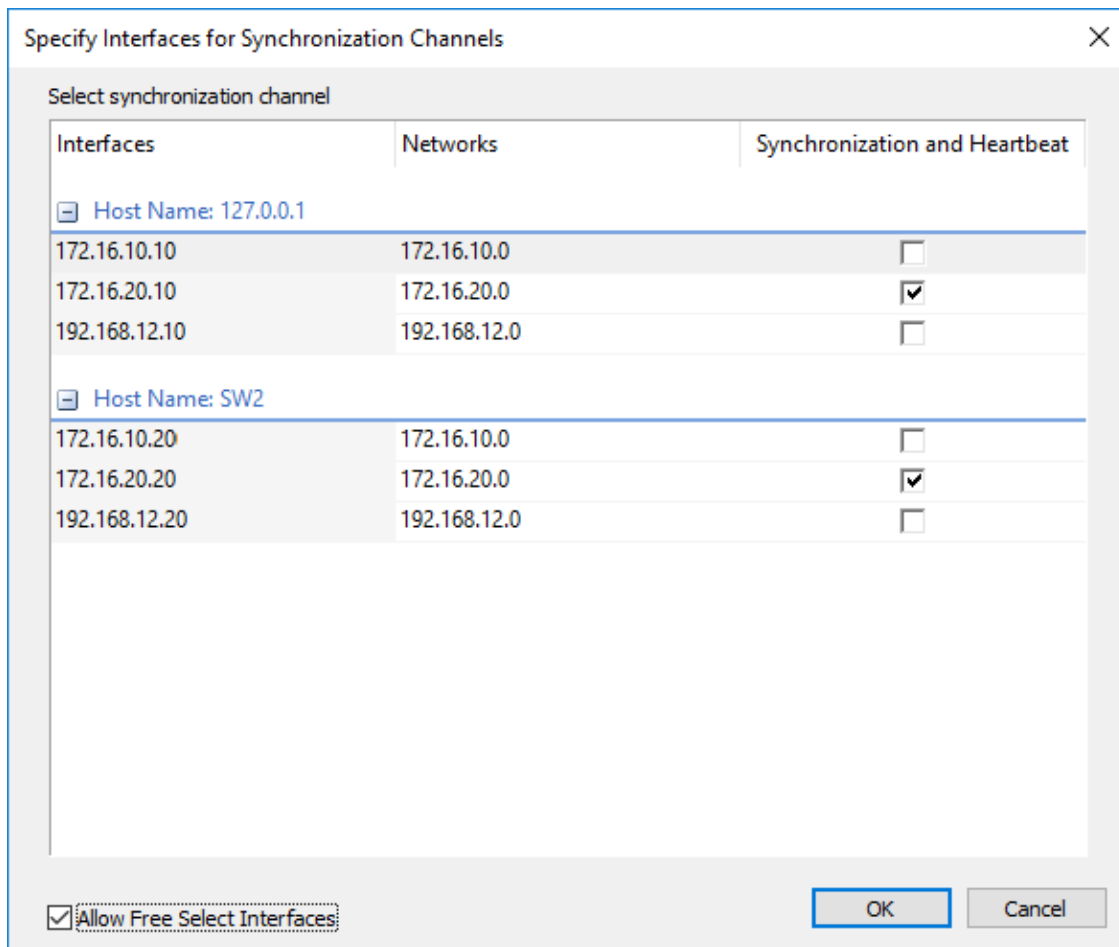 Specify Interfaces for Synchronization Channels
Select synchronization channel
Interfaces Networks Synchronization and Heartbeat
Host Name: 127.0.0.1
172.16.10.10 172.16.10.0
172.16.20.10 172.16.20.0
192.168.12.10 192.168.12.0
Host Name: SW2
172.16.10.20 172.16.10.0
172.16.20.20 172.16.20.0
192.168.12.20 192.168.12.0
Allow Free Select Interfaces OK Cancel